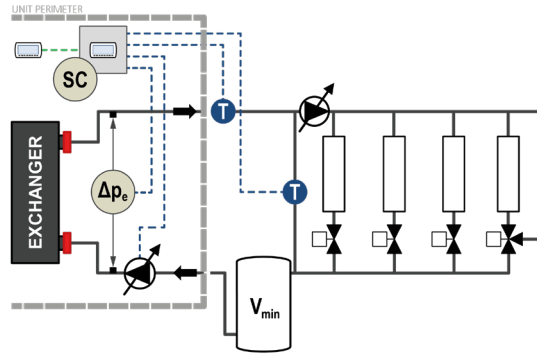 UNIT PERIMETER
SC
T
EXCHANGER
Δpe
T
Vmin